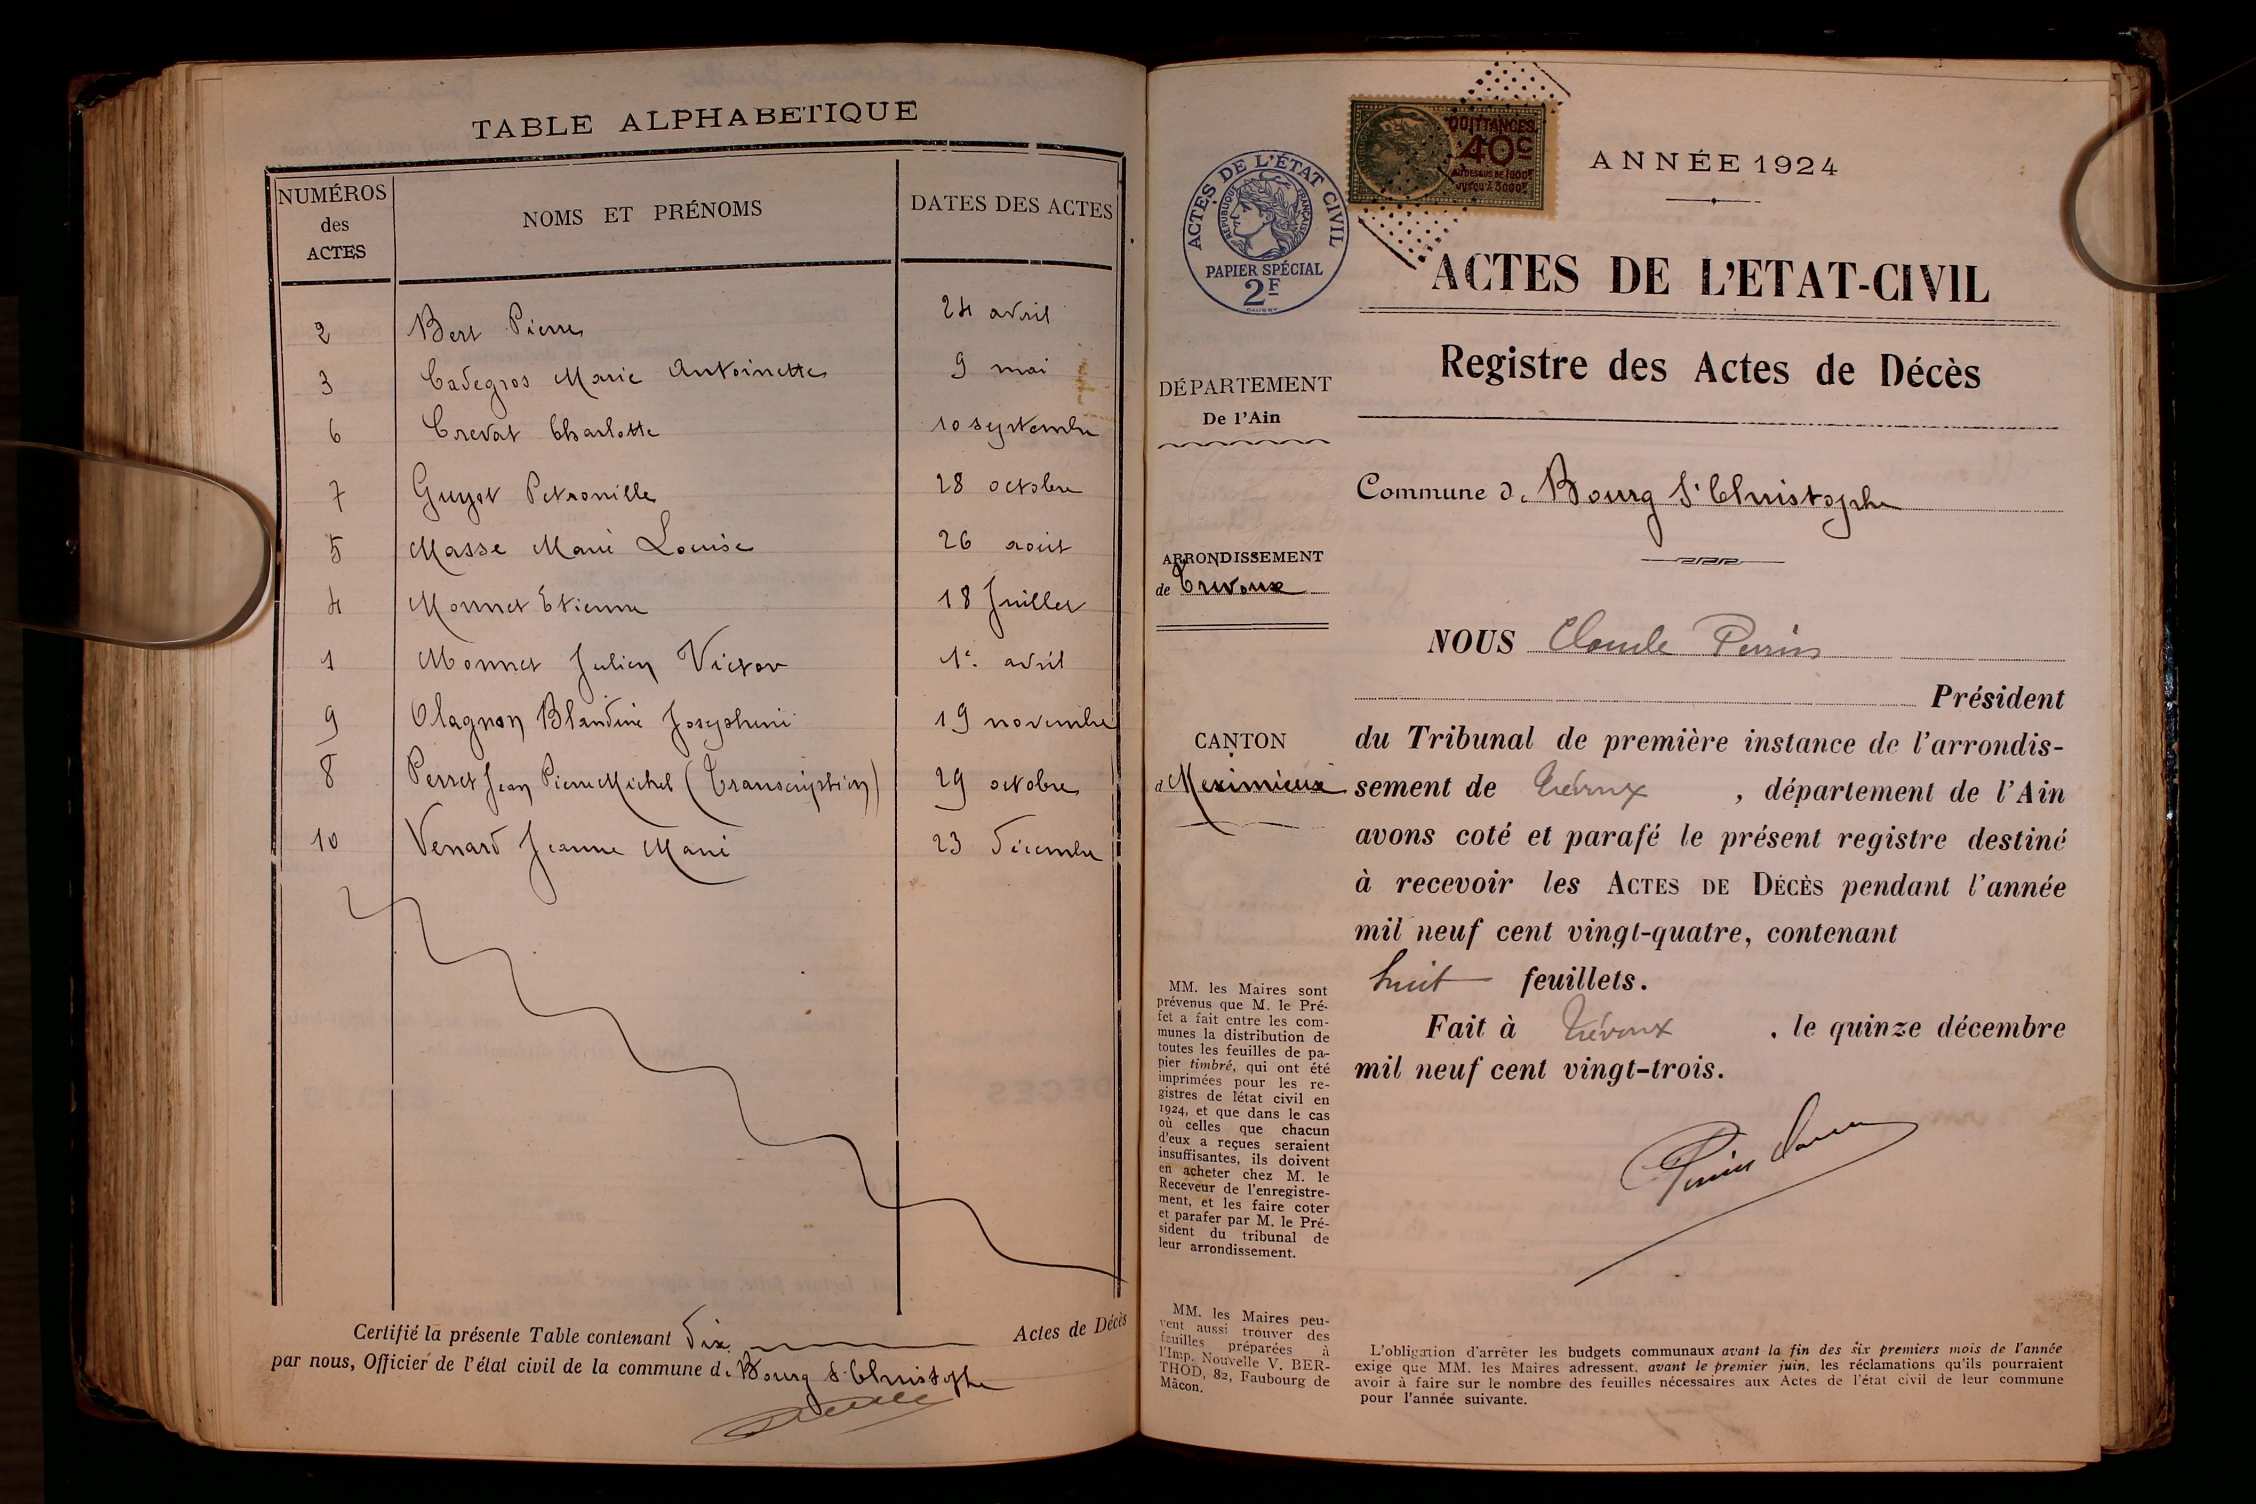 TABLE ALPHABETIQUE
NUMÉROS des ACTES
NOMS ET PRÉNOMS
DATES DES ACTES
2 Bert Pierre 24 avril
3 Cadegros Marie Antoinette 9 mai
6 Crevat Charlotte 10 septembre
7 Guyot Petronille 28 octobre
5 Masse Marie Louise 26 août
4 Monnet Etienne 18 Juillet
1 Monnet Julien Victor 1e. avril
9 Olagnon Blandine Josephine 19 novembre
8 Perret Jean Pierre Michel (Transcription) 29 octobre
10 Venard Jeanne Marie 23 décembre
Certifié la présente Table contenant dix Actes de Décès
par nous, Officier de l'état civil de la commune de Bourg St Christophe
ACTES DE L'ÉTAT CIVIL
RÉPUBLIQUE FRANÇAISE
PAPIER SPÉCIAL
2F
QUITTANCES
40c
AU DESSUS DE 1000F
JUSQU'À 3000F
DÉPARTEMENT
De l'Ain
ARRONDISSEMENT
de Trévoux
CANTON
d Meximieux
MM. les Maires sont
prévenus que M. le Pré-
fet a fait entre les com-
munes la distribution de
toutes les feuilles de pa-
pier timbré, qui ont été
imprimées pour les re-
gistres de létat civil en
1924, et que dans le cas
où celles que chacun
d'eux a reçues seraient
insuffisantes, ils doivent
en acheter chez M. le
Receveur de l'enregistre-
ment, et les faire coter
et parafer par M. le Pré-
sident du tribunal de
leur arrondissement.
MM. les Maires peu-
vent aussi trouver des
feuilles préparées à
l'Imp. Nouvelle V. BER-
THOD, 82, Faubourg de
Mâcon.
ANNÉE 1924
ACTES DE L'ETAT-CIVIL
Registre des Actes de Décès
Commune de Bourg St Christophe
NOUS Claude Perrin
Président
du Tribunal de première instance de l'arrondis-
sement de Trévoux, département de l'Ain
avons coté et parafé le présent registre destiné
à recevoir les ACTES DE DÉCÈS pendant l'année
mil neuf cent vingt-quatre, contenant
huit feuillets.
Fait à Trévoux, le quinze décembre
mil neuf cent vingt-trois.
L'obligation d'arrêter les budgets communaux avant la fin des six premiers mois de l'année
exige que MM. les Maires adressent, avant le premier juin, les réclamations qu'ils pourraient
avoir à faire sur le nombre des feuilles nécessaires aux Actes de l'état civil de leur commune
pour l'année suivante.